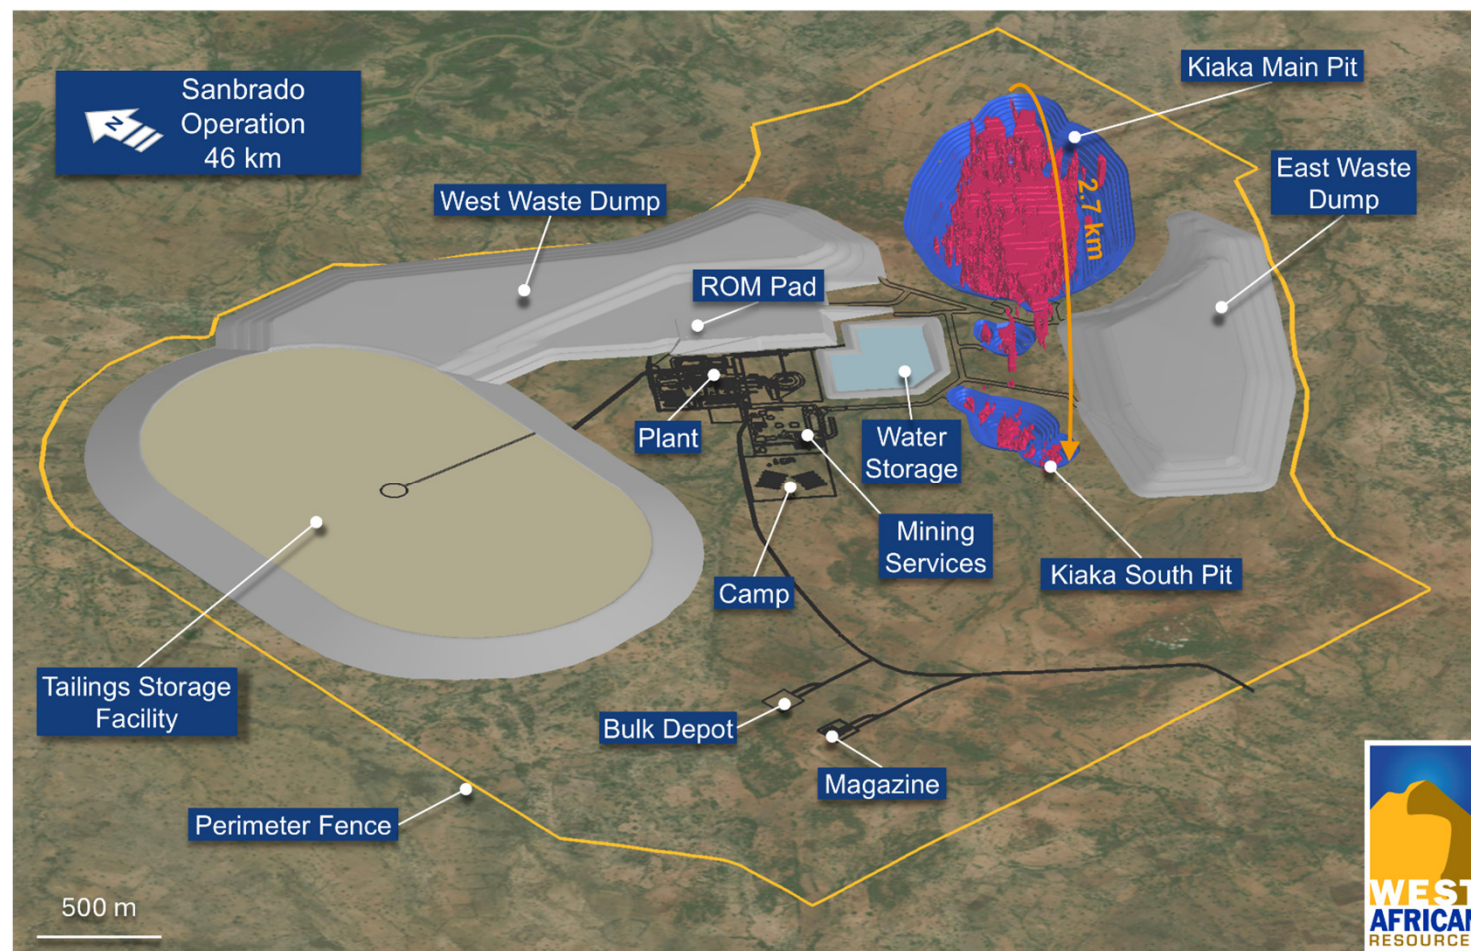 Sanbrado
Operation
46 km
N
Kiaka Main Pit
East Waste
Dump
West Waste Dump
2.7 km
ROM Pad
Plant
Water
Storage
Mining
Services
Kiaka South Pit
Camp
Tailings Storage
Facility
Bulk Depot
Magazine
Perimeter Fence
500 m
WEST
AFRICAN
RESOURCE